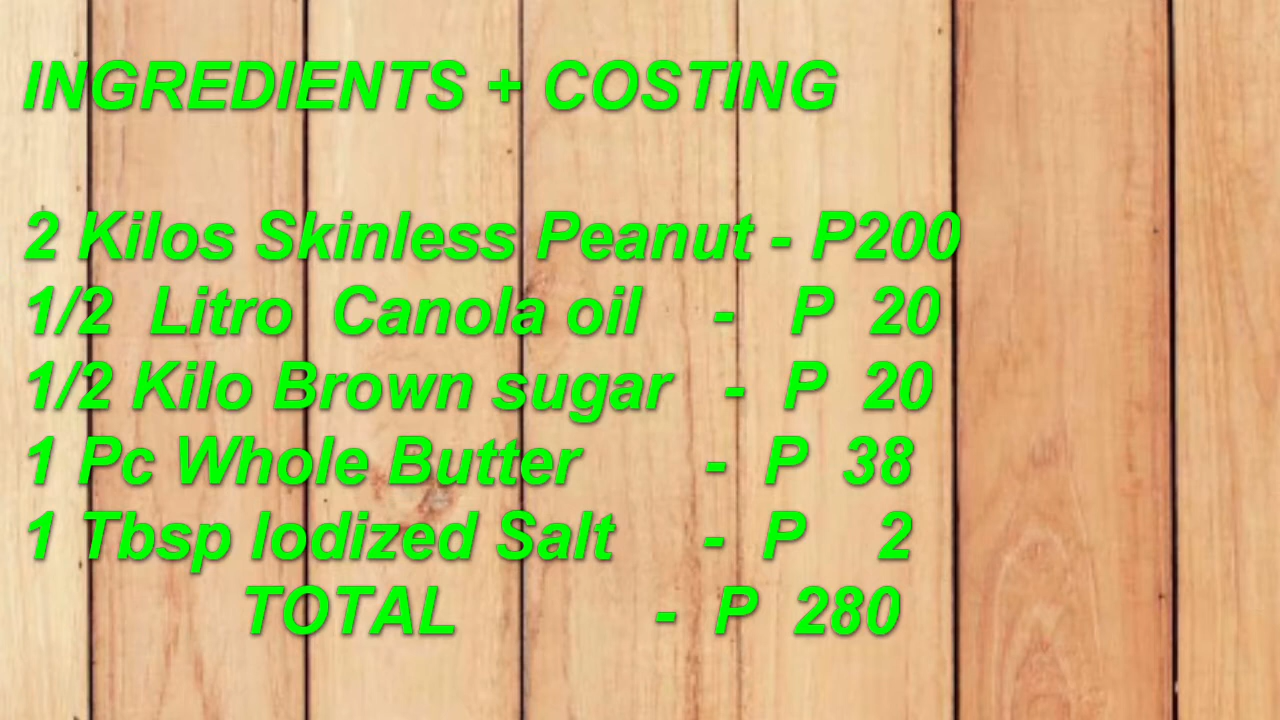 INGREDIENTS + COSTING
2 Kilos Skinless Peanut - P200
1/2 Litro Canola oil - P 20
1/2 Kilo Brown sugar - P 20
1 Pc Whole Butter - P 38
1 Tbsp Iodized Salt - P 2
TOTAL - P 280